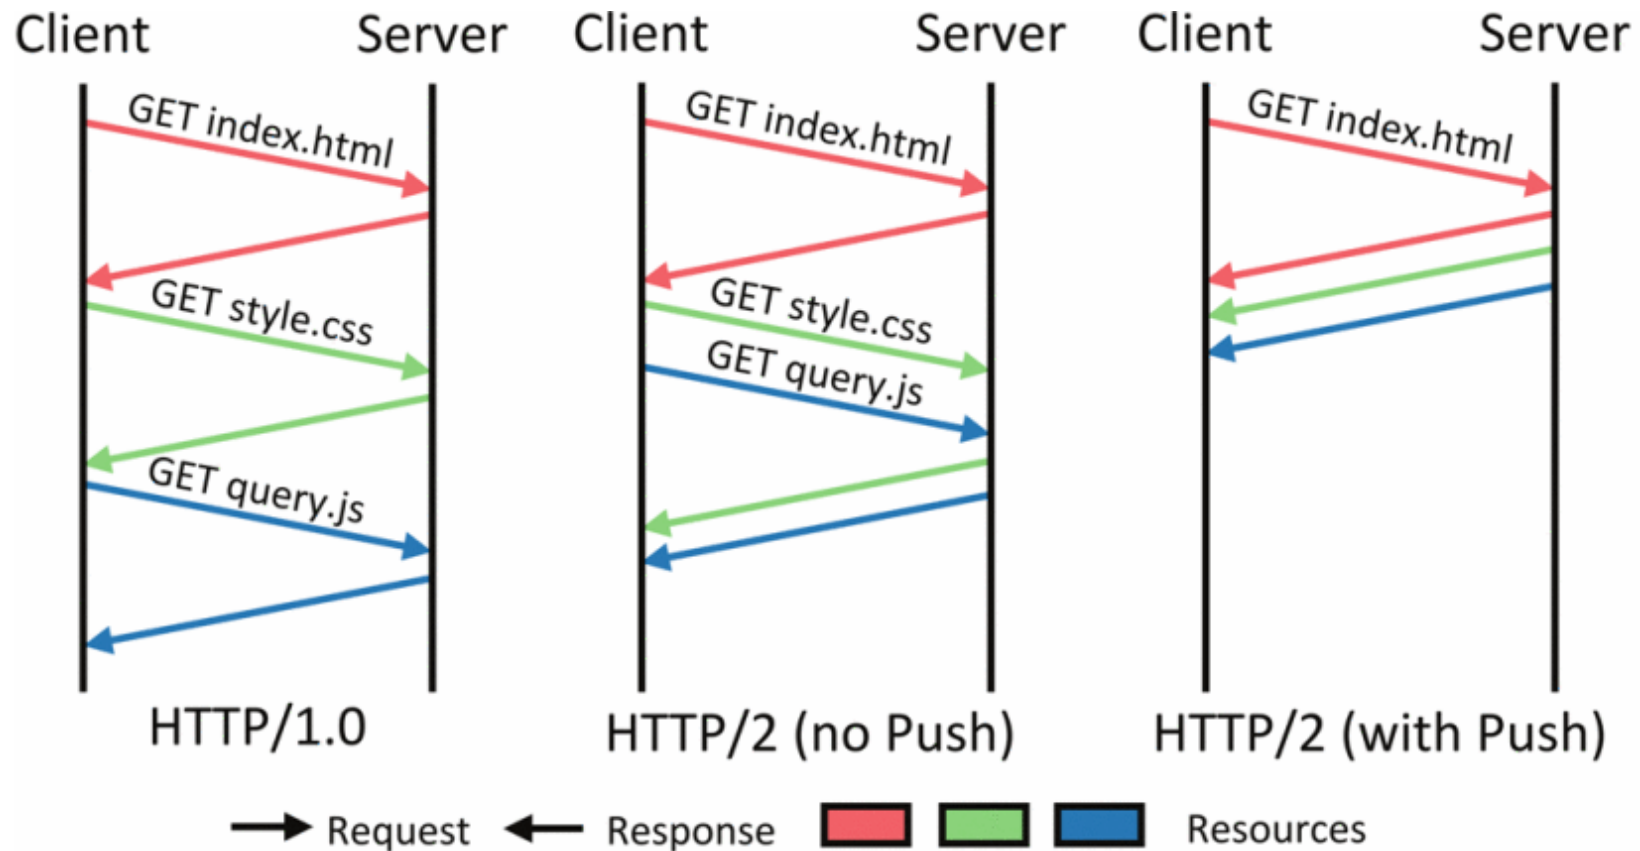 Client Server Client Server Client Server
GET index.html
GET style.css
GET query.js
HTTP/1.0
GET index.html
GET style.css
GET query.js
HTTP/2 (no Push)
GET index.html
HTTP/2 (with Push)
Request Response Resources